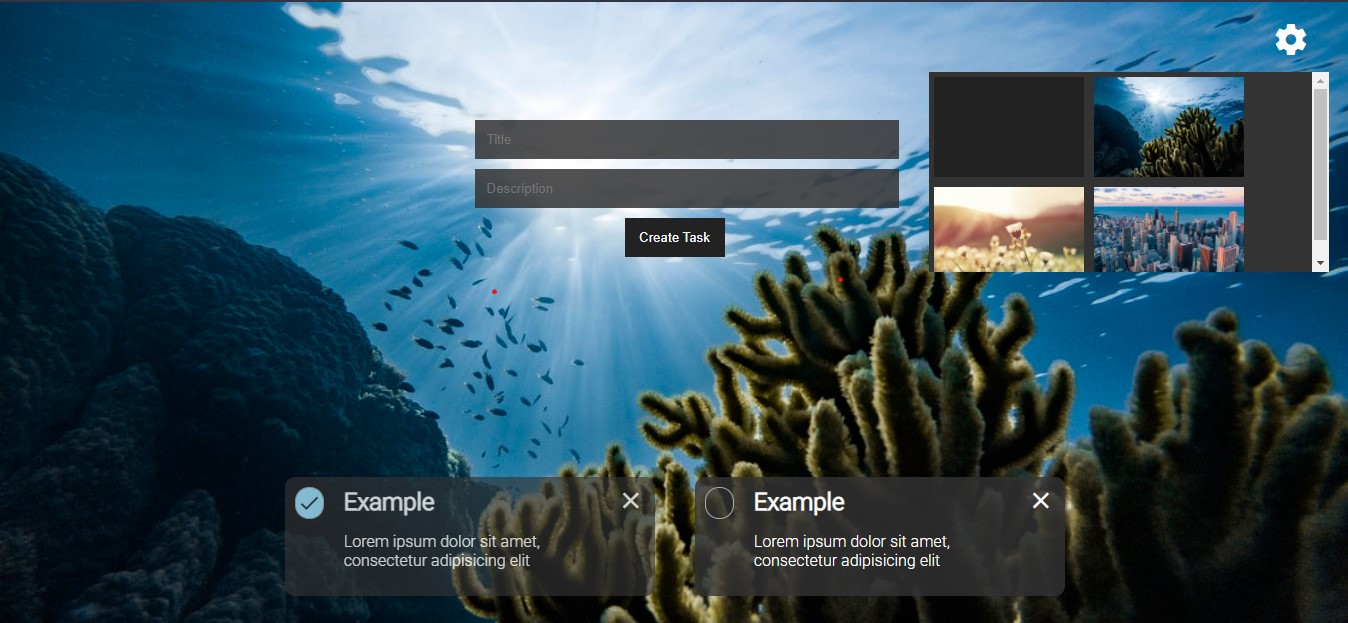 Title
Description
Create Task
Example
Lorem ipsum dolor sit amet,
consectetur adipisicing elit
Example
Lorem ipsum dolor sit amet,
consectetur adipisicing elit